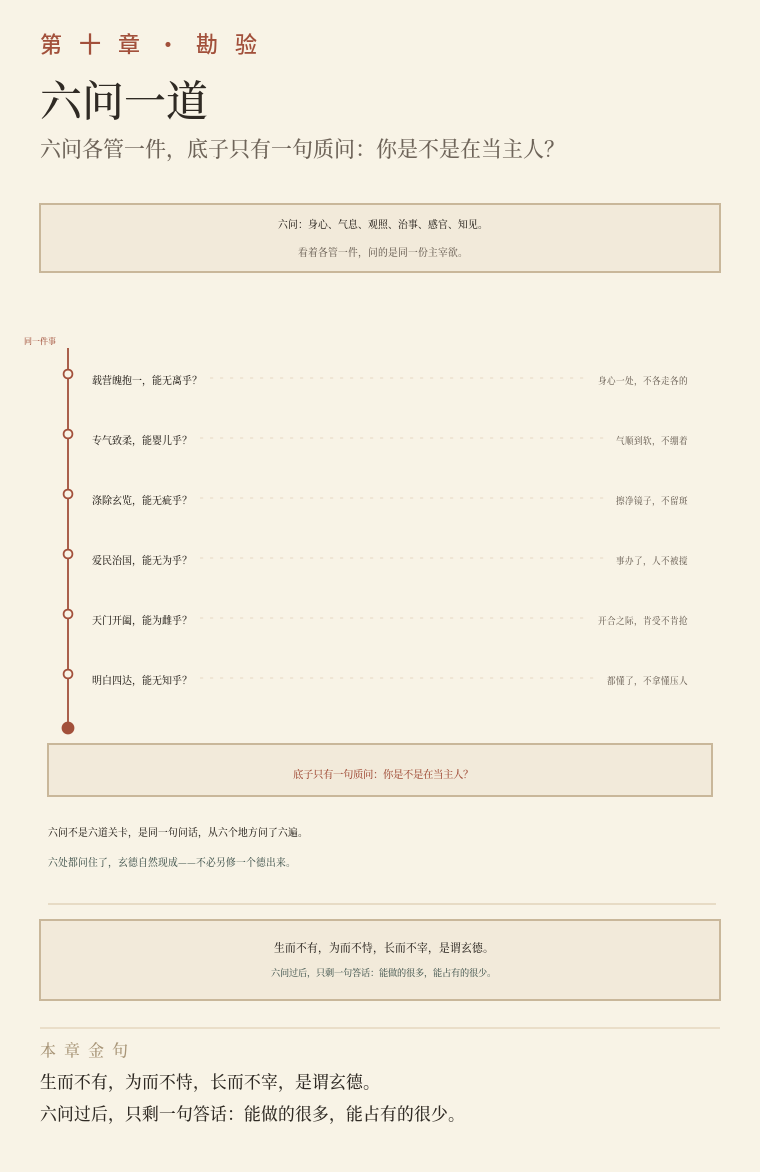 第十章·勘验
六问一道
六问各管一件，底子只有一句质问：你是不是在当主人？
六问：身心、气息、观照、治事、感官、知见。
看着各管一件，问的是同一份主宰欲。
同一件事
载营魄抱一，能无离乎？ 身心一处，不各走各的
专气致柔，能婴儿乎？ 气顺到软，不绷着
涤除玄览，能无疵乎？ 擦净镜子，不留斑
爱民治国，能无为乎？ 事办了，人不被搅
天门开阖，能为雌乎？ 开合之际，肯受不肯抢
明白四达，能无知乎？ 都懂了，不拿懂压人
底子只有一句质问：你是不是在当主人？
六问不是六道关卡，是同一句问话，从六个地方问了六遍。
六处都问住了，玄德自然现成——不必另修一个德出来。
生而不有，为而不恃，长而不宰，是谓玄德。
六问过后，只剩一句答话：能做的很多，能占有的很少。
本章金句
生而不有，为而不恃，长而不宰，是谓玄德。
六问过后，只剩一句答话：能做的很多，能占有的很少。